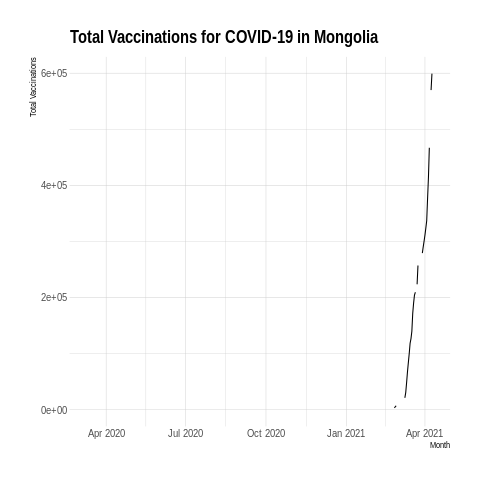 Total Vaccinations for COVID-19 in Mongolia
Total Vaccinations
6e+05
4e+05
2e+05
0e+00
Apr 2020 Jul 2020 Oct 2020 Jan 2021 Apr 2021
Month